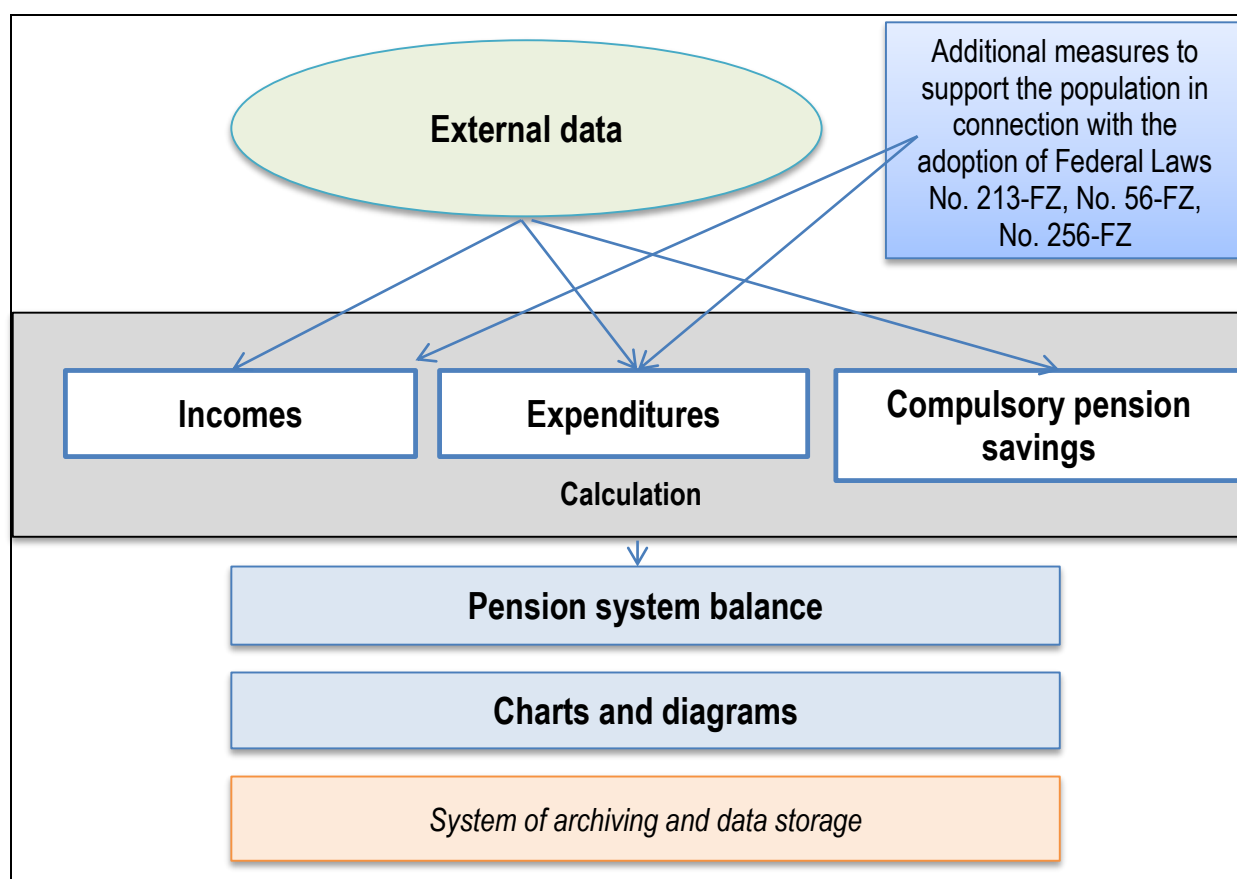 External data
Additional measures to
support the population in
connection with the
adoption of Federal Laws
No. 213-FZ, No. 56-FZ,
No. 256-FZ
Incomes
Expenditures
Compulsory pension
savings
Calculation
Pension system balance
Charts and diagrams
System of archiving and data storage